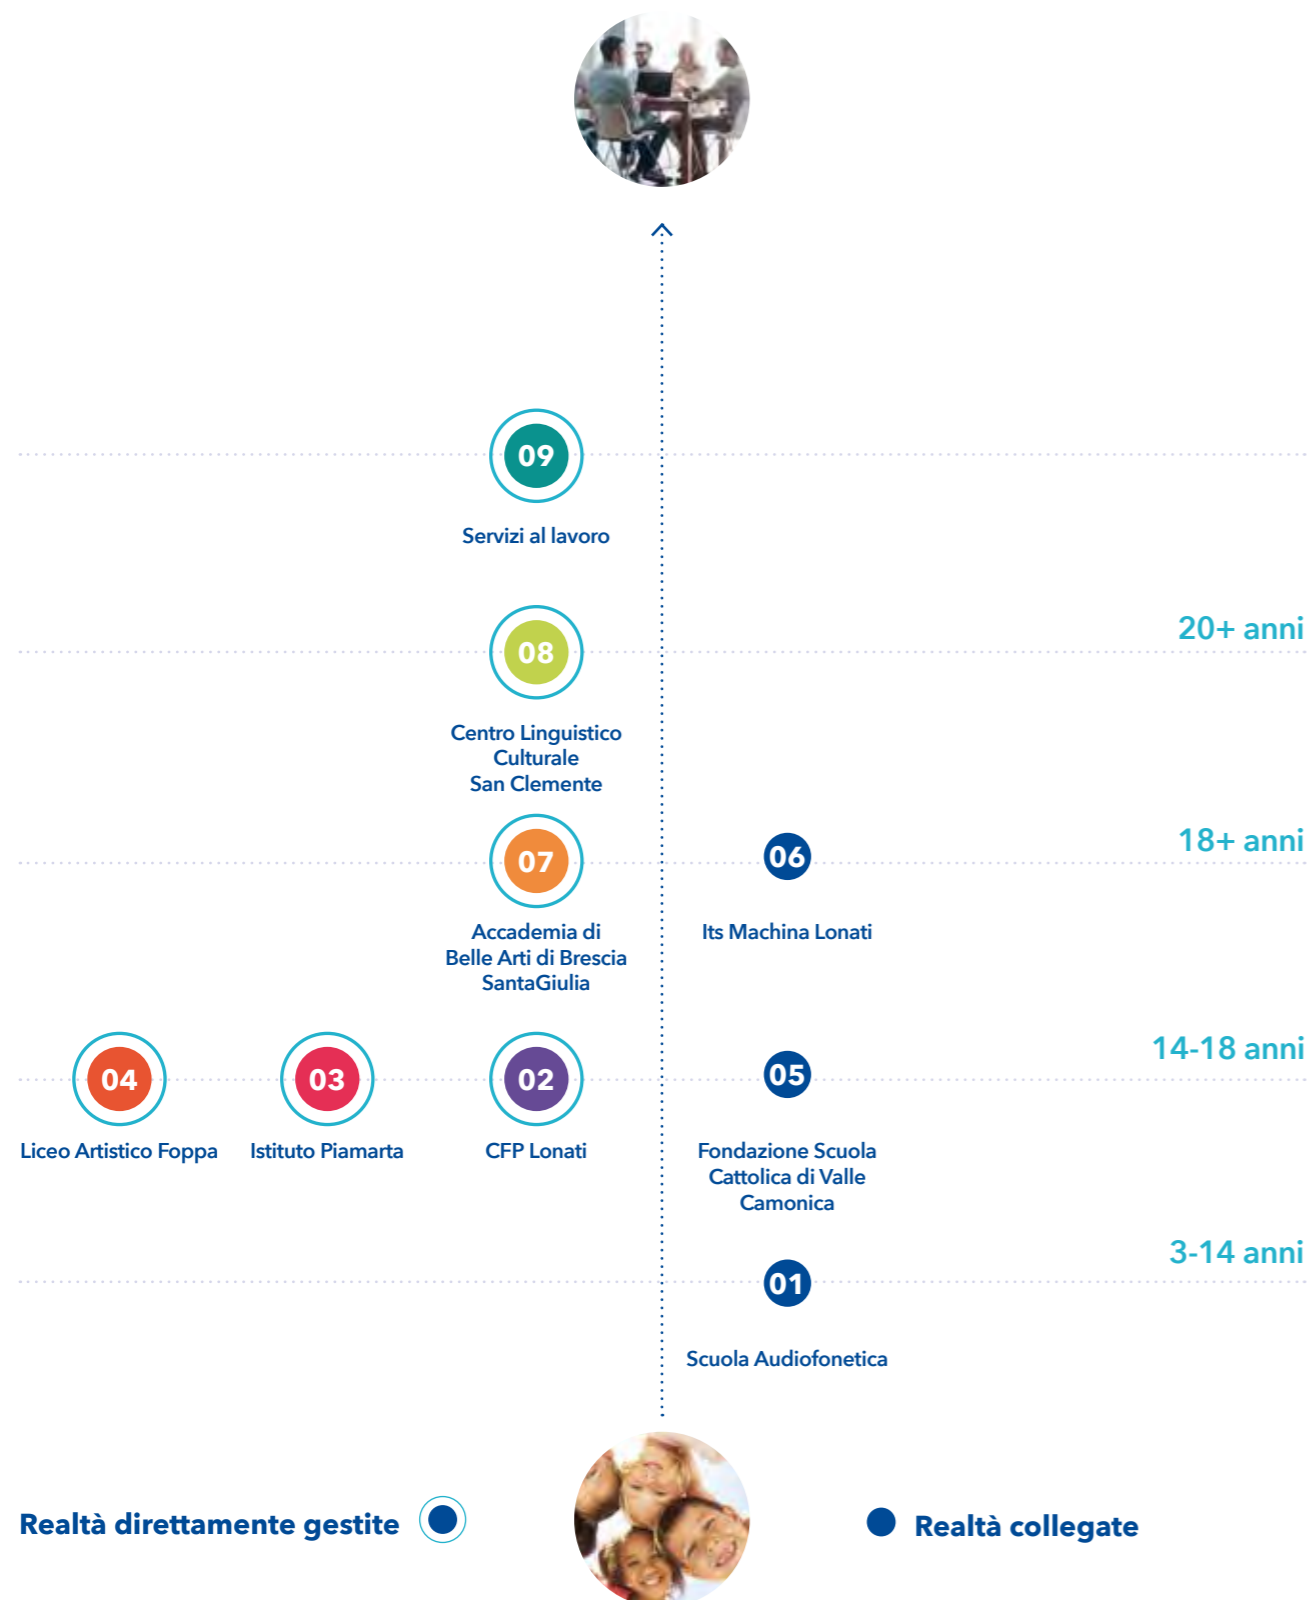 09
Servizi al lavoro
20+ anni
08
Centro Linguistico
Culturale
San Clemente
18+ anni
07
06
Accademia di
Belle Arti di Brescia
SantaGiulia
Its Machina Lonati
14-18 anni
04
03
02
05
Liceo Artistico Foppa
Istituto Piamarta
CFP Lonati
Fondazione Scuola
Cattolica di Valle
Camonica
3-14 anni
01
Scuola Audiofonetica
Realtà direttamente gestite
Realtà collegate